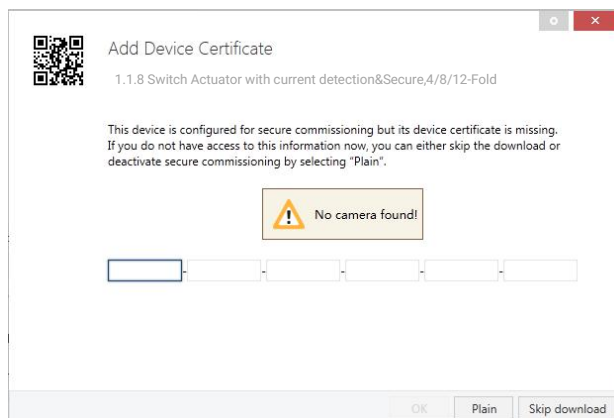 Add Device Certificate
1.1.8 Switch Actuator with current detection&Secure,4/8/12-Fold
This device is configured for secure commissioning but its device certificate is missing.
If you do not have access to this information now, you can either skip the download or
deactivate secure commissioning by selecting "Plain".
No camera found!
- - - - -
OK Plain Skip download